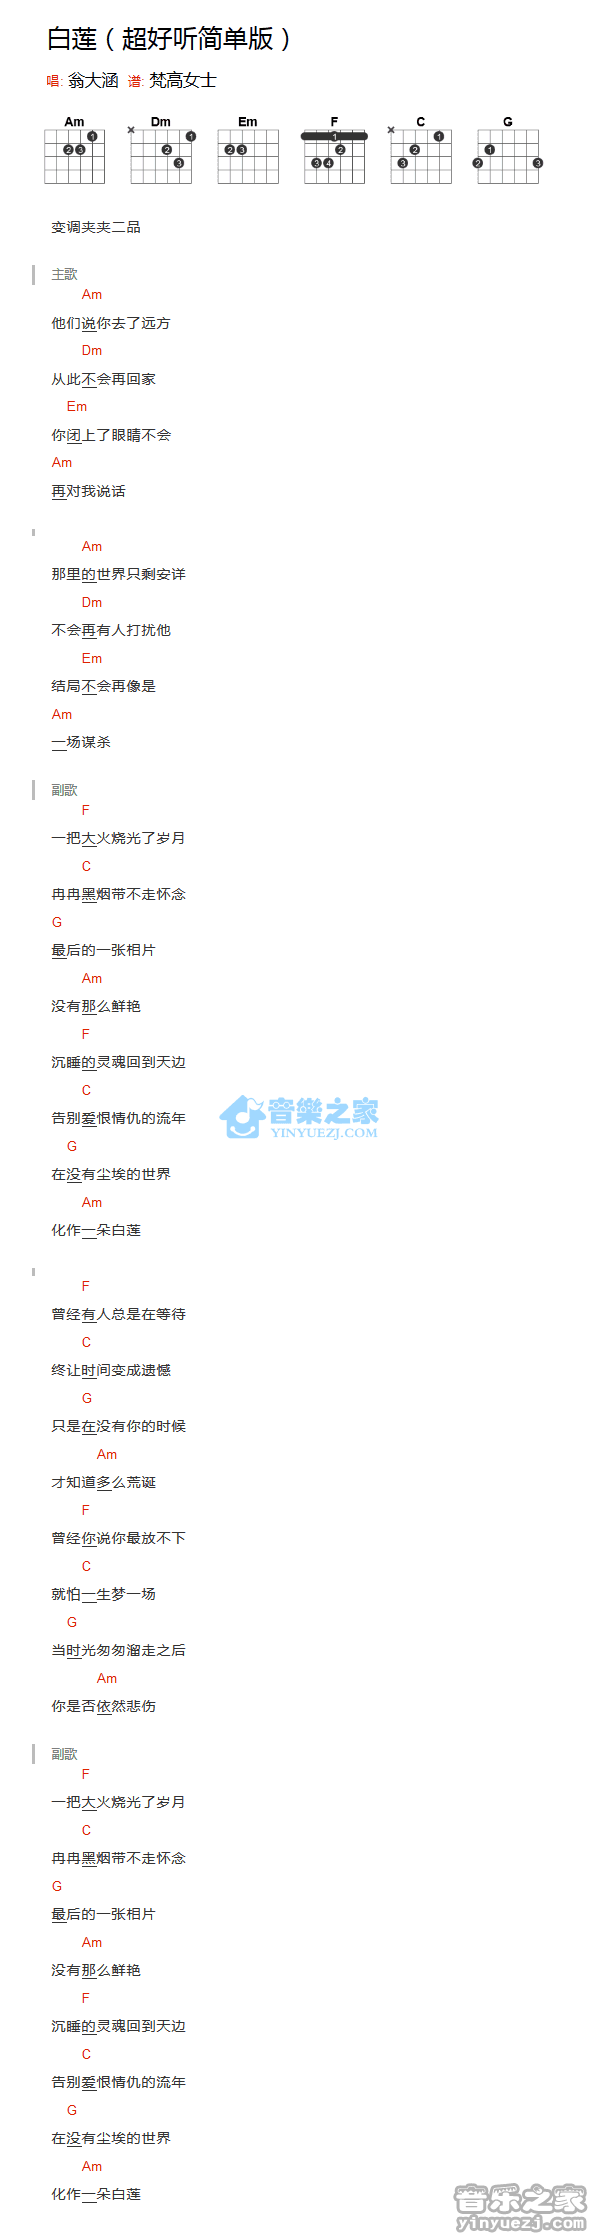 白莲（超好听简单版）
唱: 翁大涵 谱: 梵高女士
Am Dm Em F C G
变调夹夹二品
主歌
Am
他们说你去了远方
Dm
从此不会再回家
Em
你闭上了眼睛不会
Am
再对我说话
Am
那里的世界只剩安详
Dm
不会再有人打扰他
Em
结局不会再像是
Am
一场谋杀
副歌
F
一把大火烧光了岁月
C
冉冉黑烟带不走怀念
G
最后的一张相片
Am
没有那么鲜艳
F
沉睡的灵魂回到天边
C
告别爱恨情仇的流年
G
在没有尘埃的世界
Am
化作一朵白莲
音樂之家
YINYUEZJ.COM
F
曾经有人总是在等待
C
终让时间变成遗憾
G
只是在没有你的时候
Am
才知道多么荒诞
F
曾经你说你最放不下
C
就怕一生梦一场
G
当时光匆匆溜走之后
Am
你是否依然悲伤
副歌
F
一把大火烧光了岁月
C
冉冉黑烟带不走怀念
G
最后的一张相片
Am
没有那么鲜艳
F
沉睡的灵魂回到天边
C
告别爱恨情仇的流年
G
在没有尘埃的世界
Am
化作一朵白莲
音乐之家
yinyuezj.com